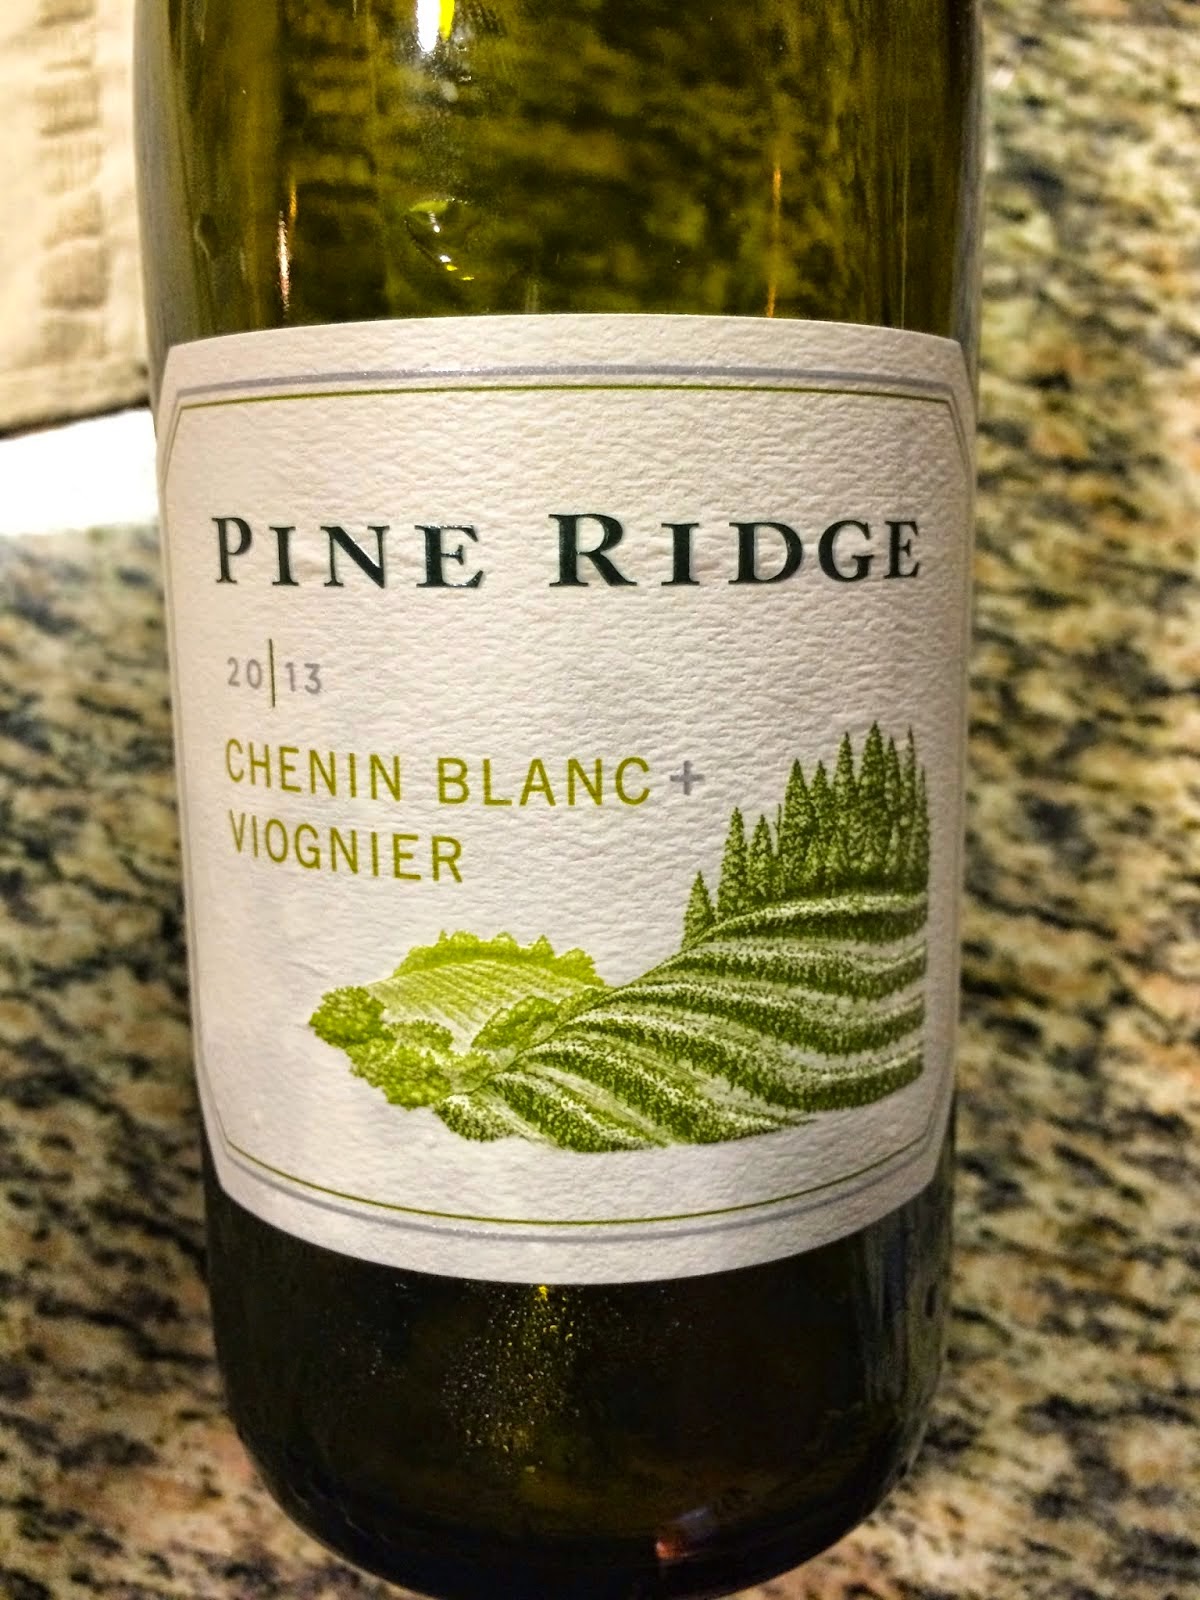 PINE RIDGE
20|13
CHENIN BLANC +
VIOGNIER